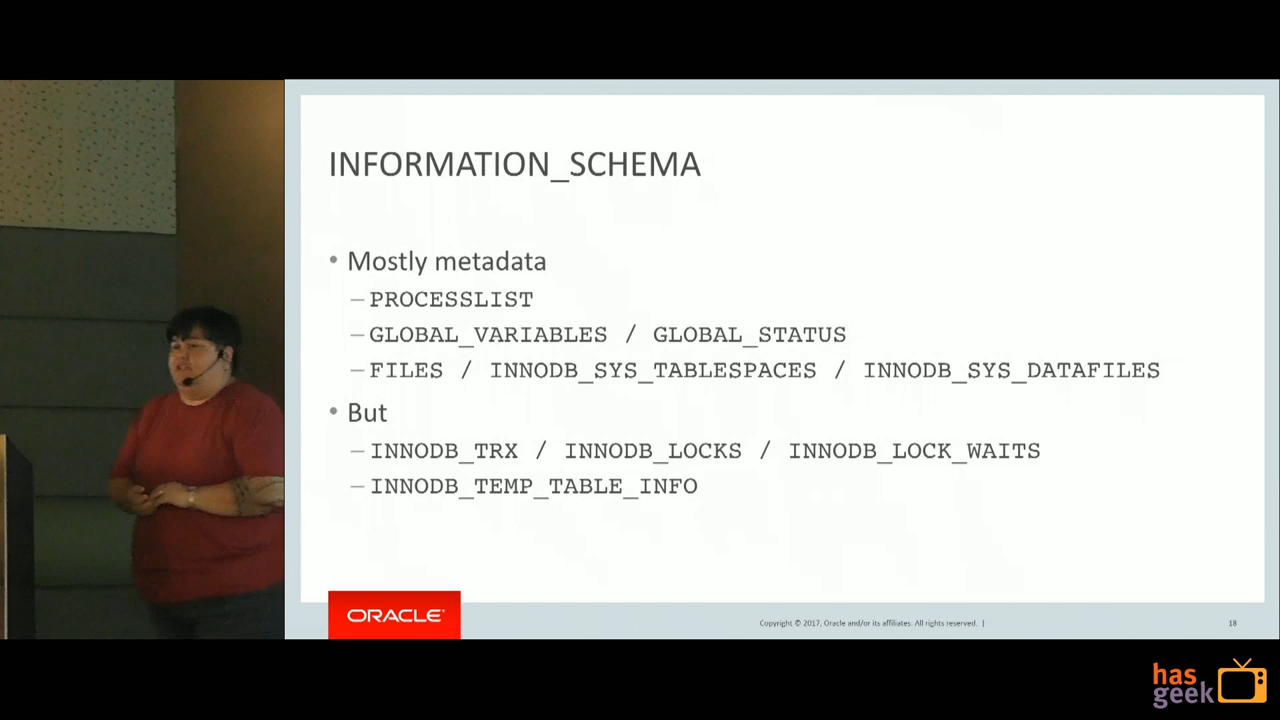 INFORMATION_SCHEMA
• Mostly metadata
– PROCESSLIST
– GLOBAL_VARIABLES / GLOBAL_STATUS
– FILES / INNODB_SYS_TABLESPACES / INNODB_SYS_DATAFILES
• But
– INNODB_TRX / INNODB_LOCKS / INNODB_LOCK_WAITS
– INNODB_TEMP_TABLE_INFO
ORACLE®
Copyright © 2017, Oracle and/or its affiliates. All rights reserved. |
18
has
geek